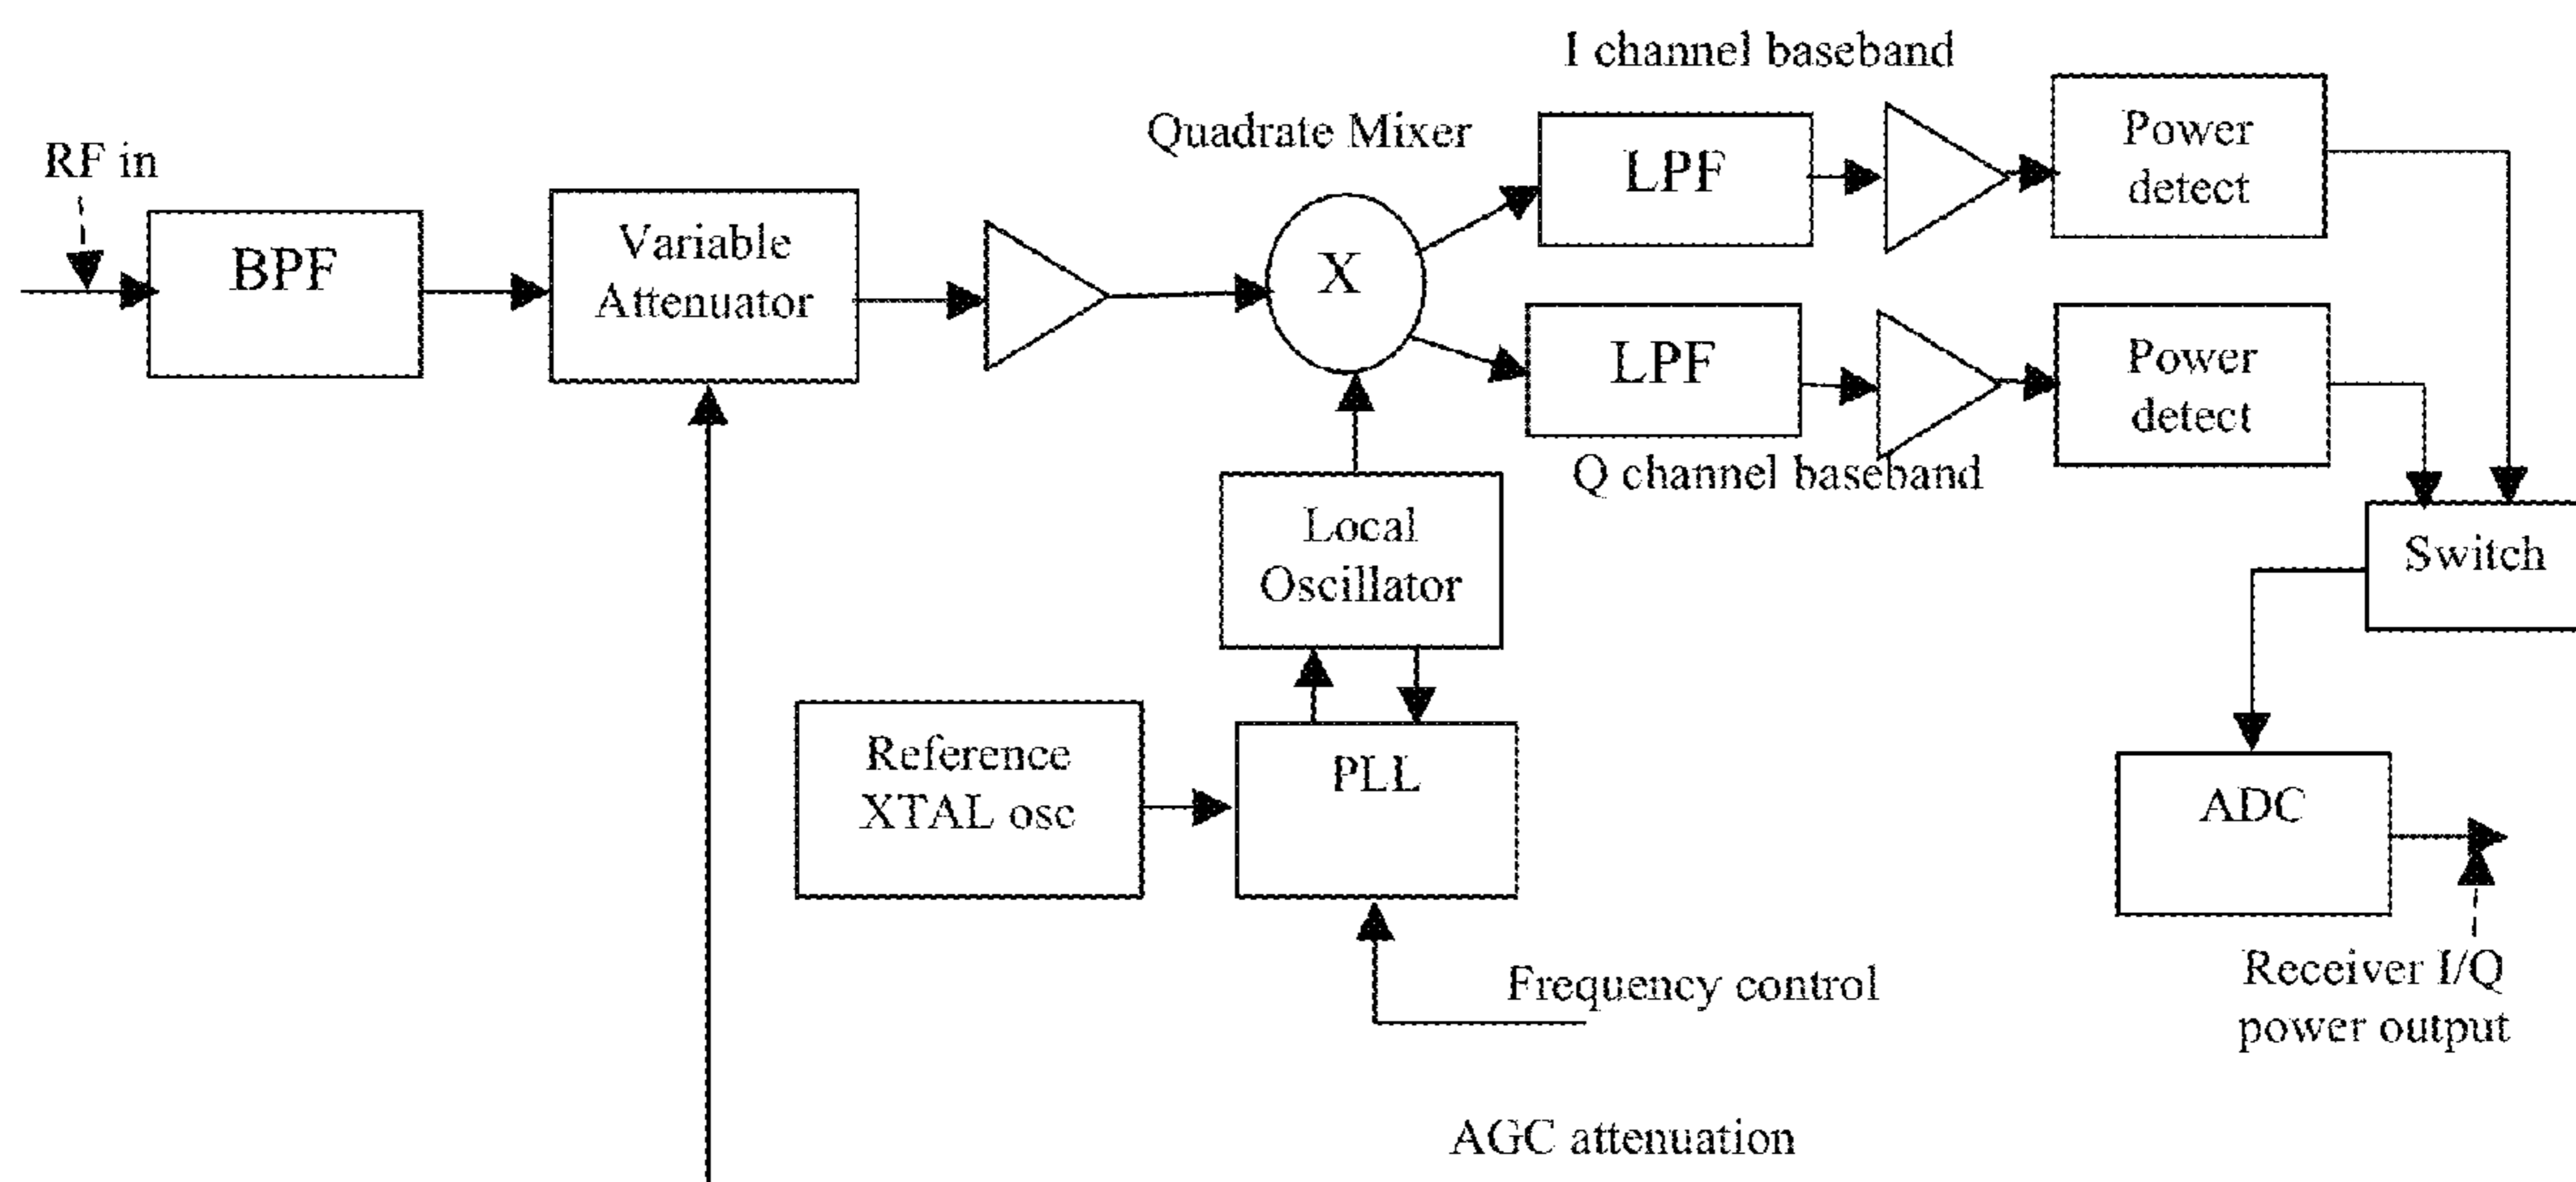 I channel baseband
Quadrate Mixer
RF in
BPF
Variable
Attenuator
X
LPF
Power
detect
LPF
Power
detect
Q channel baseband
Local
Oscillator
Switch
Reference
XTAL osc
PLL
ADC
Frequency control
Receiver I/Q
power output
AGC attenuation